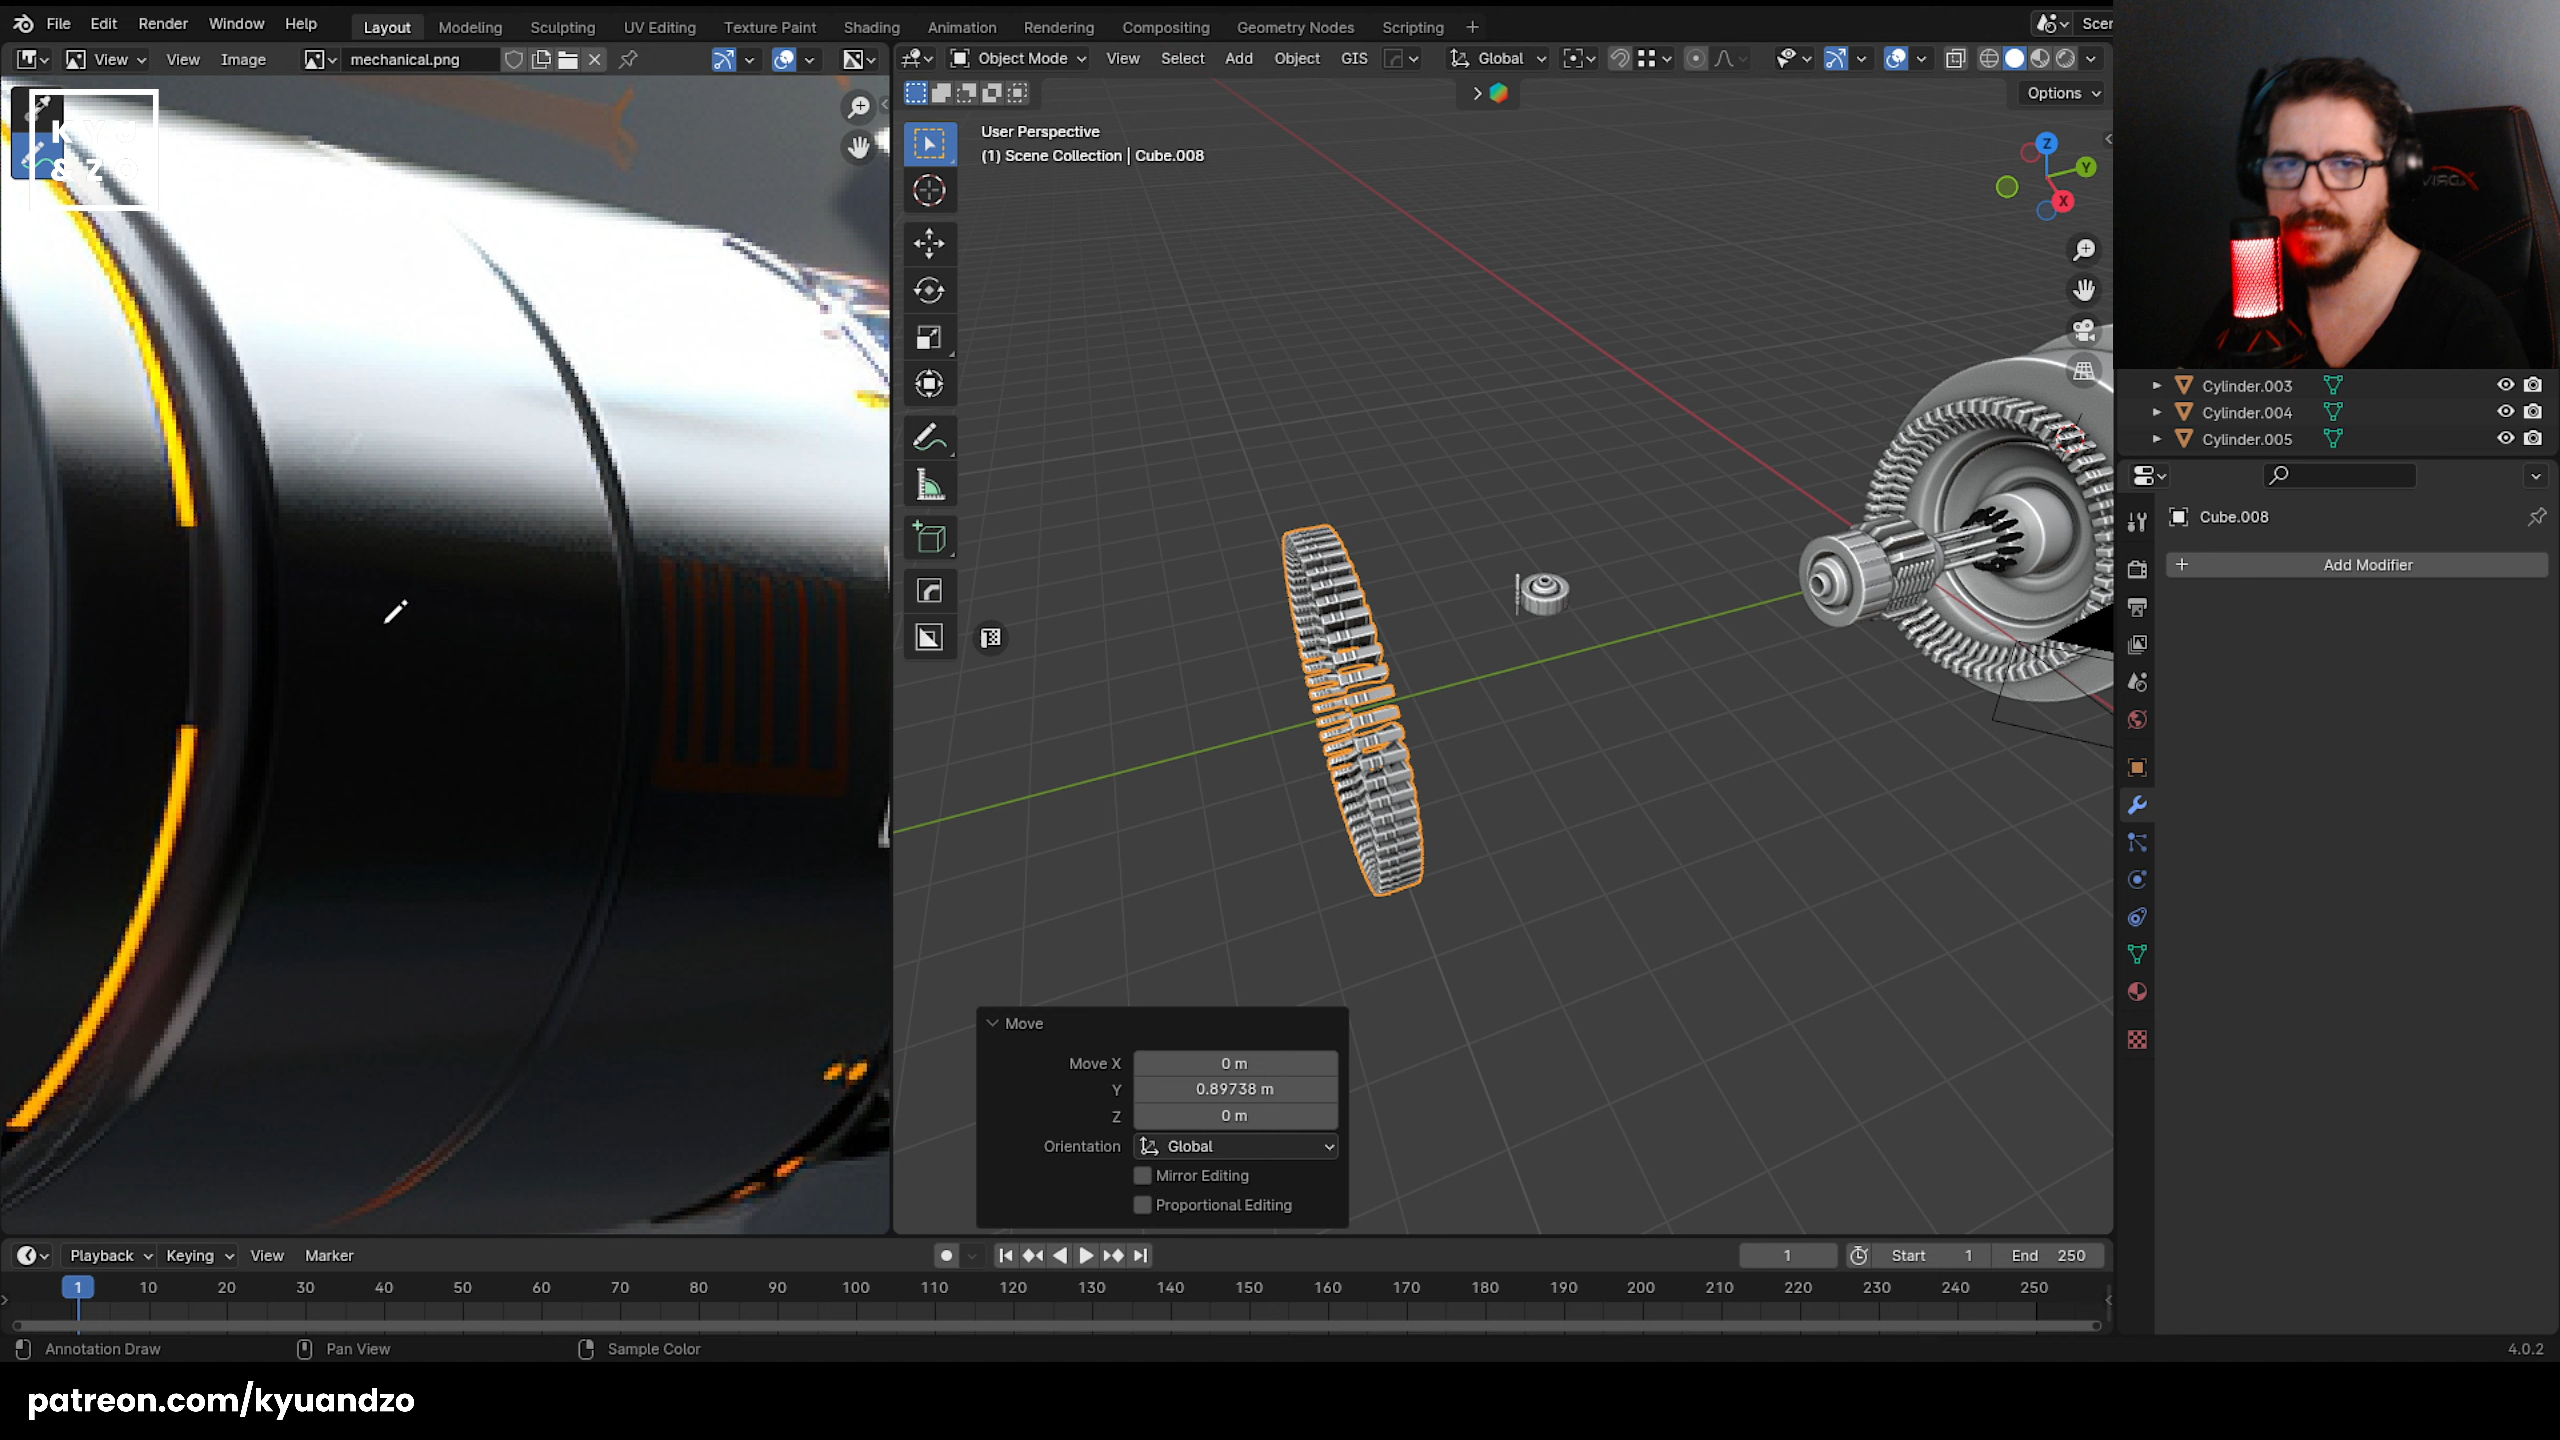 File Edit Render Window Help Layout Modeling Sculpting UV Editing Texture Paint Shading Animation Rendering Compositing Geometry Nodes Scripting + Scer
View View Image mechanical.png Object Mode View Select Add Object GIS Global
Options
KYU
&ZO
User Perspective
(1) Scene Collection | Cube.008
Z
Y
X
Cylinder.003
Cylinder.004
Cylinder.005
Cube.008
+ Add Modifier
Move
Move X 0 m
Y 0.89738 m
Z 0 m
Orientation Global
Mirror Editing
Proportional Editing
Playback Keying View Marker 1 Start 1 End 250
1 10 20 30 40 50 60 70 80 90 100 110 120 130 140 150 160 170 180 190 200 210 220 230 240 250
Annotation Draw Pan View Sample Color 4.0.2
patreon.com/kyuandzo